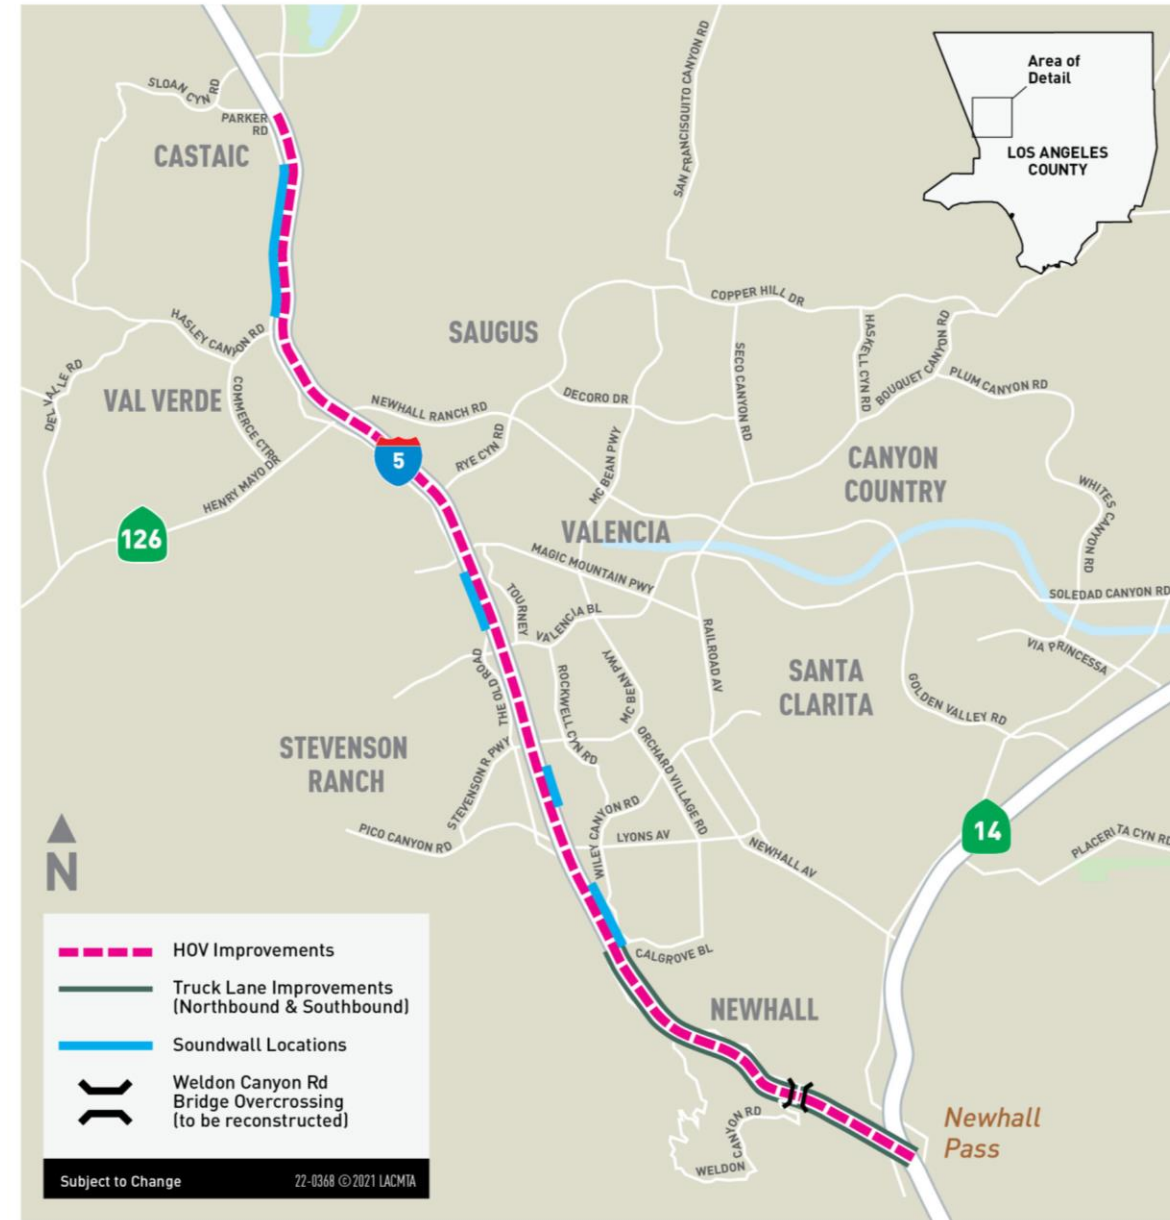 SLOAN CYN RD
PARKER
RD
CASTAIC
SAN FRANCISQUITO CANYON RD
Area of
Detail
LOS ANGELES
COUNTY
COPPER HILL DR
HASLEY CANYON RD
SAUGUS
SECO CANYON RD
HASKELL CYN RD
BOUQUET CANYON RD
PLUM CANYON RD
DEL VALLE RD
VAL VERDE
COMMERCE CTR
NEWHALL RANCH RD
DECORO DR
RYE CYN RD
MC BEAN PWY
5
HENRY MAYO DR
CANYON
COUNTRY
WHITES CANYON RD
126
VALENCIA
MAGIC MOUNTAIN PWY
TOURNEY
VALENCIA BL
SOLEDAD CANYON RD
VIA PRINCESSA
RAILROAD AV
THE OLD ROAD
ROCKWELL CYN RD
MC BEAN PWY
SANTA
CLARITA
GOLDEN VALLEY RD
STEVENSON
RANCH
STEVENSON R PWY
ORCHARD VILLAGE RD
PICO CANYON RD
WILEY CANYON RD
LYONS AV
NEWHALL AV
14
PLACERITA CYN RD
N
CALGROVE BL
NEWHALL
WELDON CANYON RD
Newhall
Pass
HOV Improvements
Truck Lane Improvements
(Northbound & Southbound)
Soundwall Locations
Weldon Canyon Rd
Bridge Overcrossing
(to be reconstructed)
Subject to Change
22-0368 ©2021 LACMTA